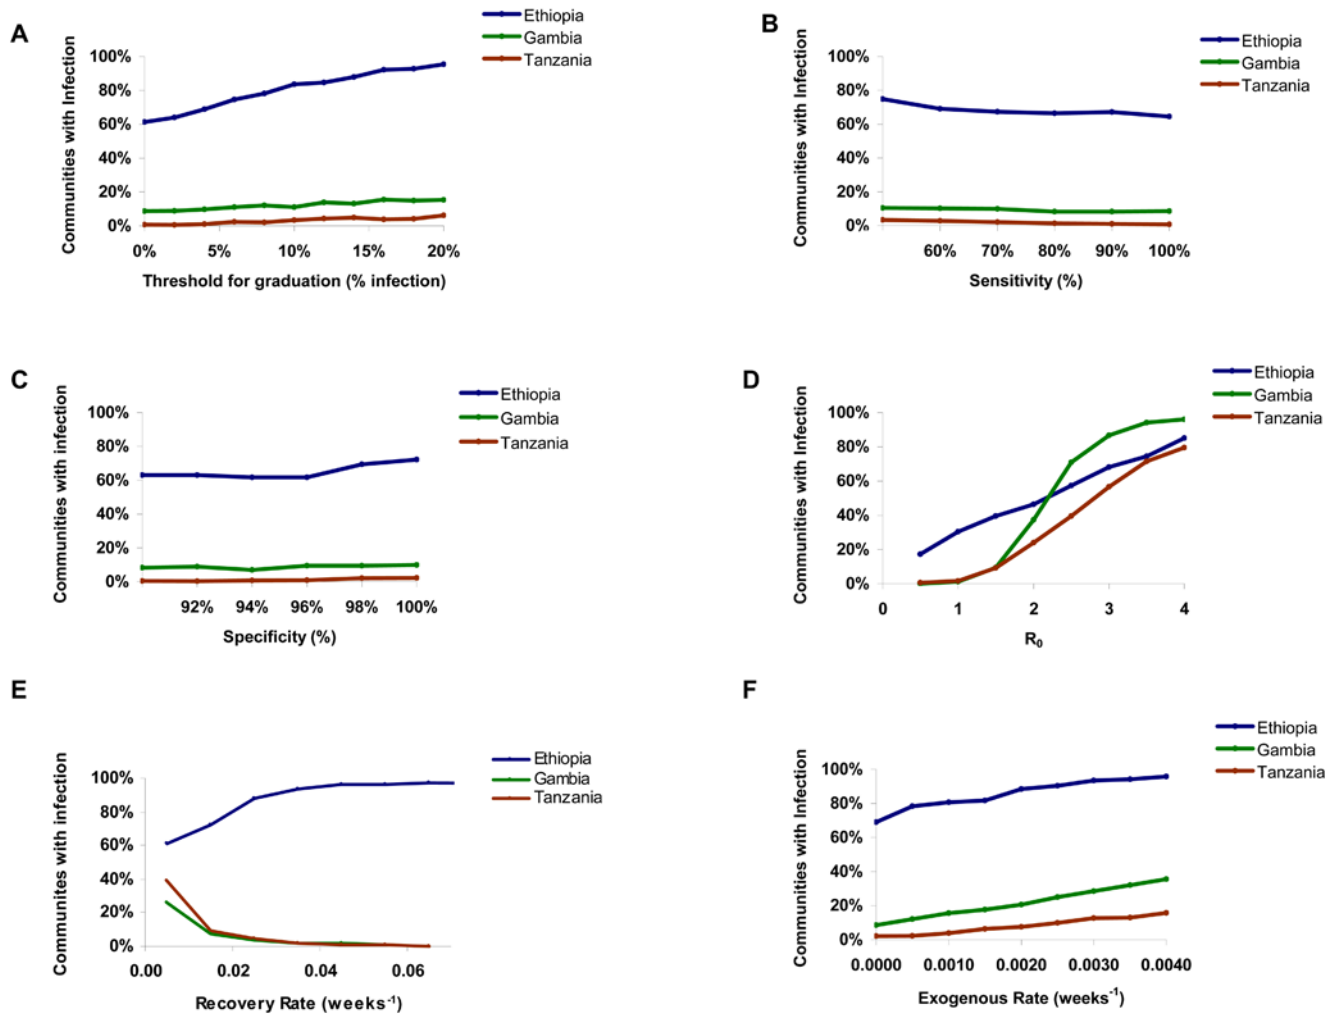 A
Ethiopia
Gambia
Tanzania
Communities with Infection
100%
80%
60%
40%
20%
0%
0% 5% 10% 15% 20%
Threshold for graduation (% infection)
B
Ethiopia
Gambia
Tanzania
Communities with Infection
100%
80%
60%
40%
20%
0%
60% 70% 80% 90% 100%
Sensitivity (%)
C
Ethiopia
Gambia
Tanzania
Communities with infection
100%
80%
60%
40%
20%
0%
92% 94% 96% 98% 100%
Specificity (%)
D
Ethiopia
Gambia
Tanzania
Communities with Infection
100%
80%
60%
40%
20%
0%
0 1 2 3 4
R₀
E
Ethiopia
Gambia
Tanzania
Communites with infection
100%
80%
60%
40%
20%
0%
0.00 0.02 0.04 0.06
Recovery Rate (weeks⁻¹)
F
Ethiopia
Gambia
Tanzania
Communities with Infection
100%
80%
60%
40%
20%
0%
0.0000 0.0010 0.0020 0.0030 0.0040
Exogenous Rate (weeks⁻¹)